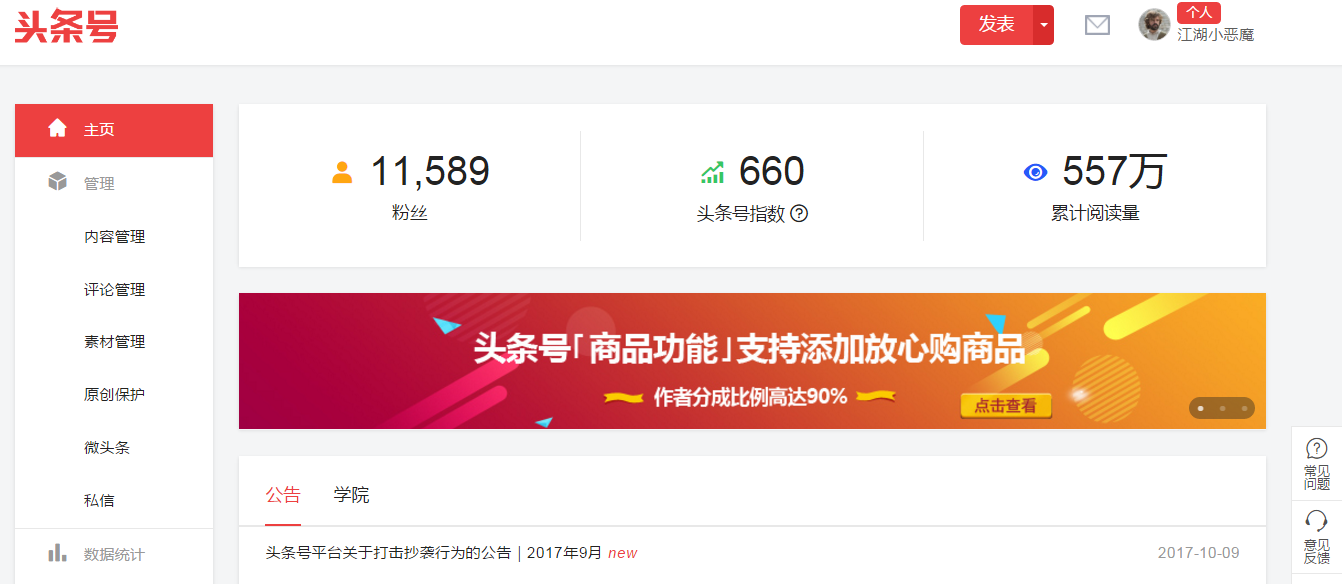 头条号
发表
个人
江湖小恶魔
主页
管理
内容管理
评论管理
素材管理
原创保护
微头条
私信
数据统计
11,589
粉丝
660
头条号指数 ?
557万
累计阅读量
头条号「商品功能」支持添加放心购商品
作者分成比例高达90%
点击查看
公告 学院
头条号平台关于打击抄袭行为的公告 | 2017年9月 new 2017-10-09
?
常见
问题
意见
反馈